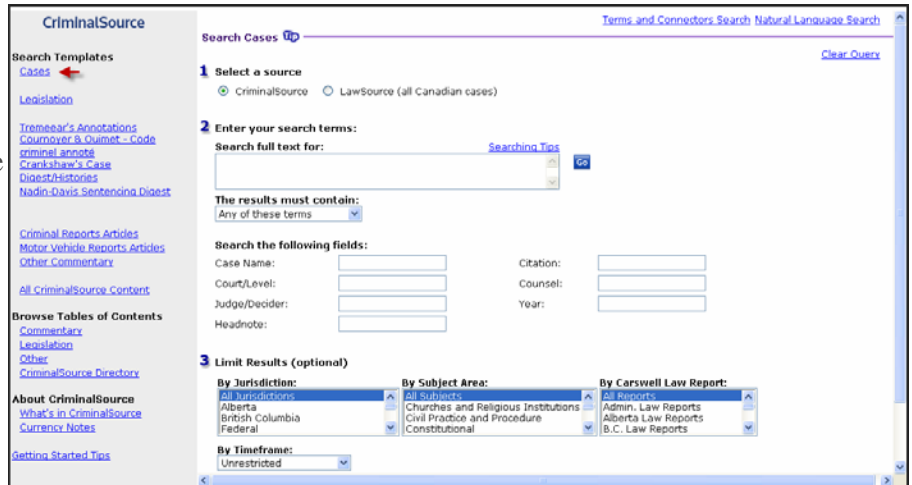 CriminalSource
Search Templates
Cases
Legislation
Tremeear's Annotations
Cournoyer & Ouimet - Code
criminel annoté
Crankshaw's Case
Digest/Histories
Nadin-Davis Sentencing Digest
Criminal Reports Articles
Motor Vehicle Reports Articles
Other Commentary
All CriminalSource Content
Browse Tables of Contents
Commentary
Legislation
Other
CriminalSource Directory
About CriminalSource
What's in CriminalSource
Currency Notes
Getting Started Tips
e
Terms and Connectors Search Natural Language Search
Search Cases Tip
Clear Query
1 Select a source
CriminalSource LawSource (all Canadian cases)
2 Enter your search terms:
Search full text for: Searching Tips
Go
The results must contain:
Any of these terms
Search the following fields:
Case Name: Citation:
Court/Level: Counsel:
Judge/Decider: Year:
Headnote:
3 Limit Results (optional)
By Jurisdiction: By Subject Area: By Carswell Law Report:
All Jurisdictions All Subjects All Reports
Alberta Churches and Religious Institutions Admin. Law Reports
British Columbia Civil Practice and Procedure Alberta Law Reports
Federal Constitutional B.C. Law Reports
By Timeframe:
Unrestricted